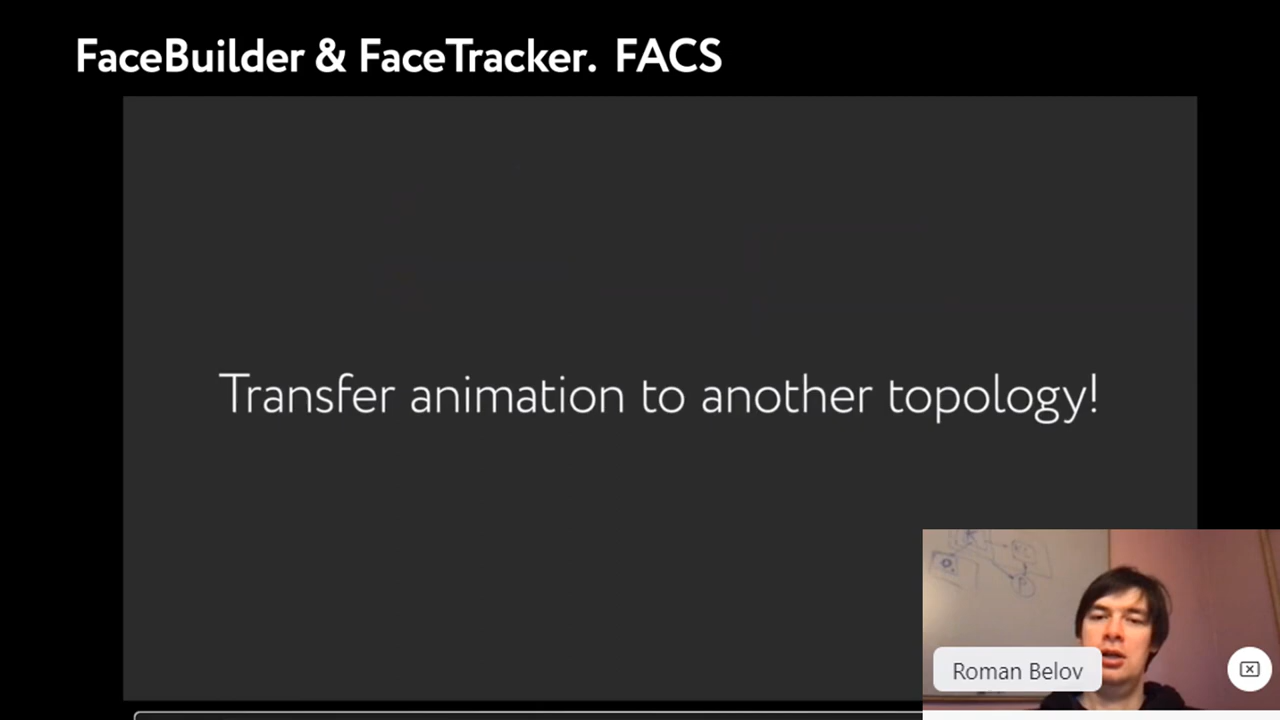 FaceBuilder & FaceTracker. FACS
Transfer animation to another topology!
Roman Belov